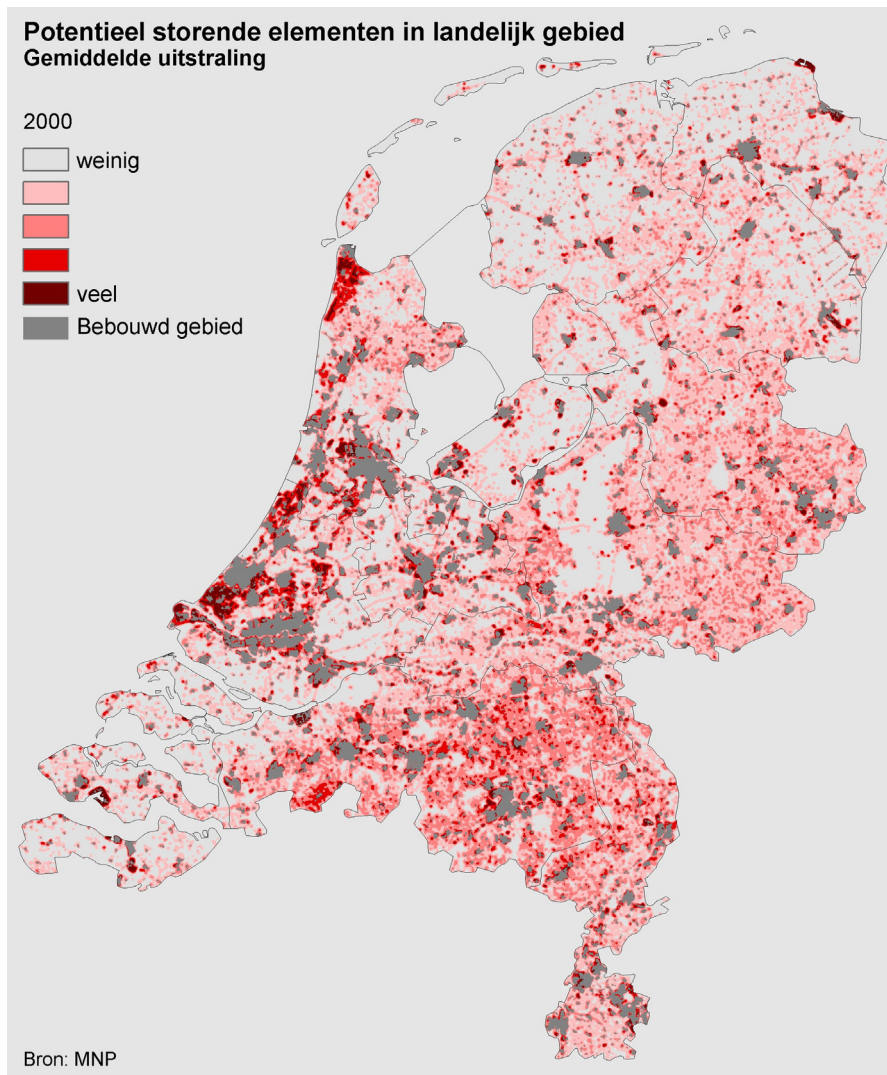 Potentieel storende elementen in landelijk gebied
Gemiddelde uitstraling
2000
weinig
veel
Bebouwd gebied
Bron: MNP